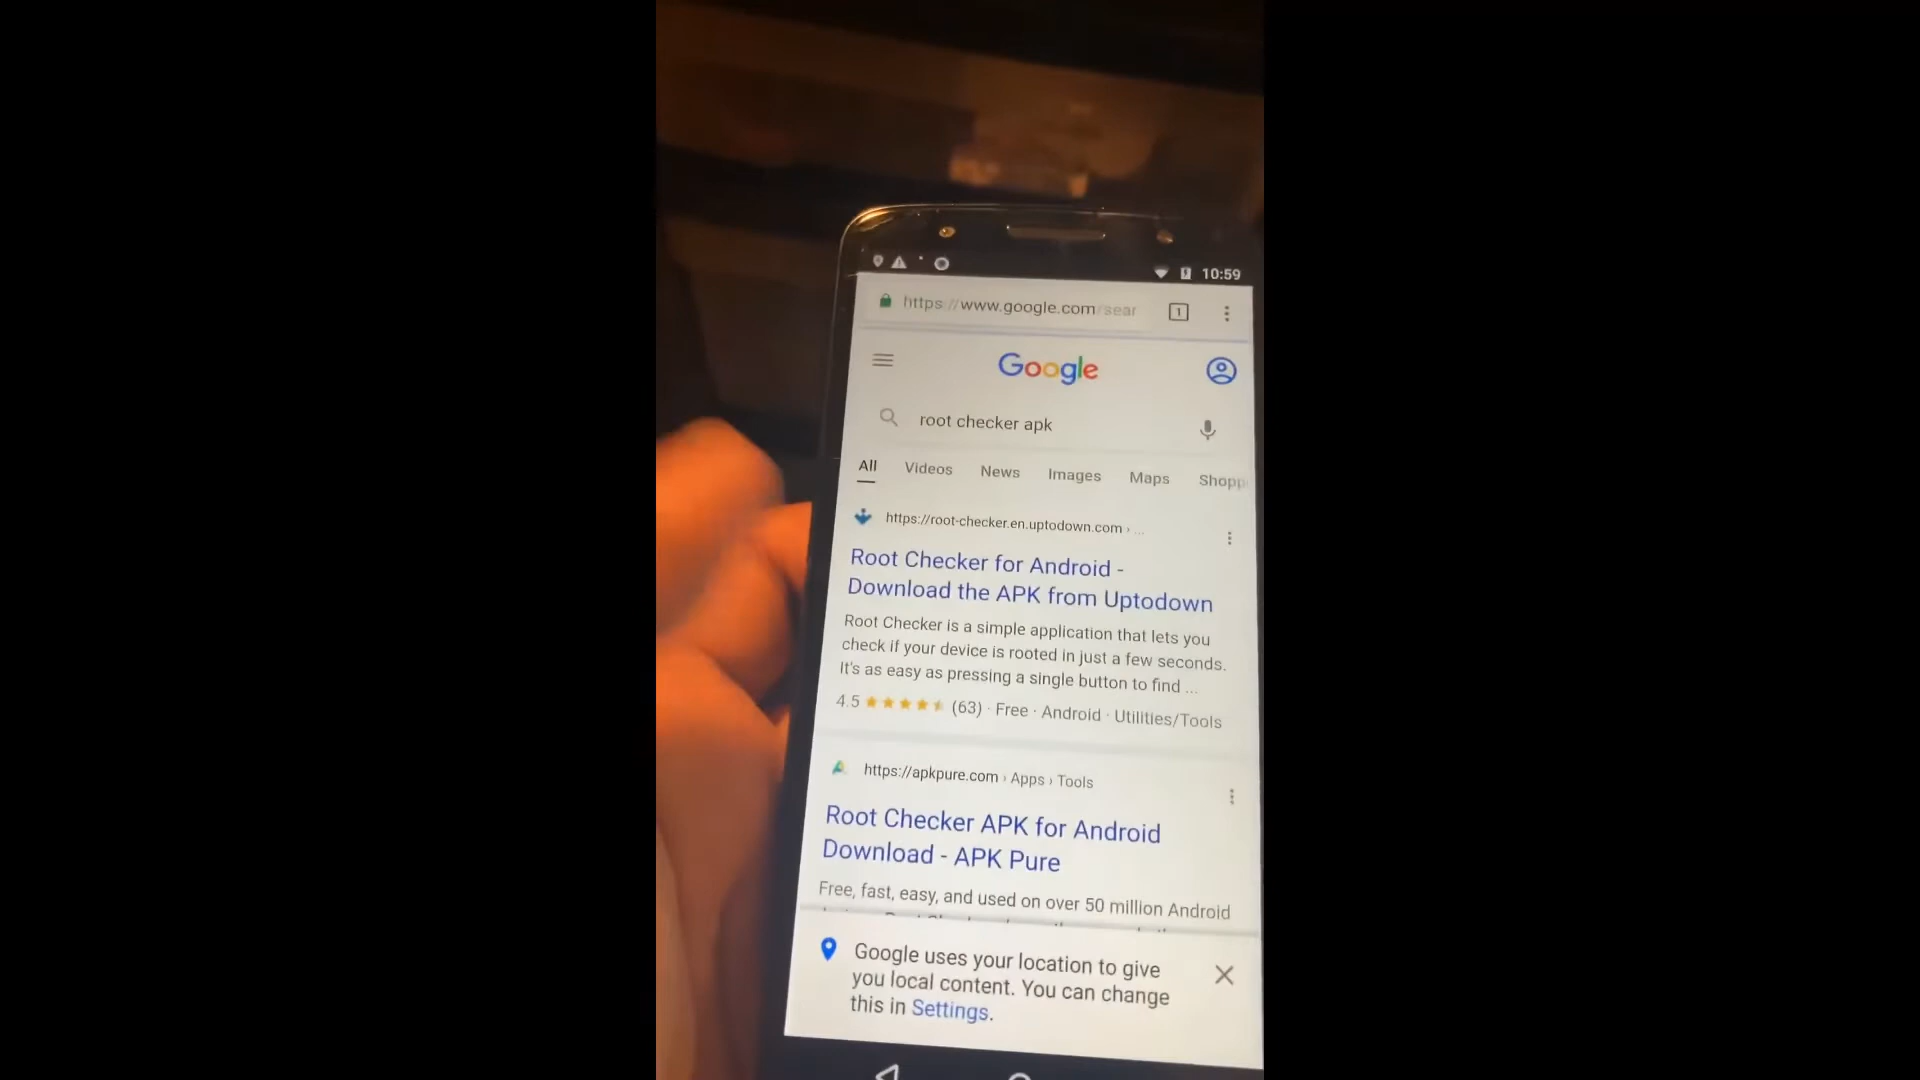 10:59
https://www.google.com/sear
1
Google
root checker apk
All Videos News Images Maps Shopp
https://root-checker.en.uptodown.com › ...
Root Checker for Android -
Download the APK from Uptodown
Root Checker is a simple application that lets you
check if your device is rooted in just a few seconds.
It's as easy as pressing a single button to find ...
4.5 (63) · Free · Android · Utilities/Tools
https://apkpure.com › Apps › Tools
Root Checker APK for Android
Download - APK Pure
Free, fast, easy, and used on over 50 million Android
Google uses your location to give
you local content. You can change
this in Settings.